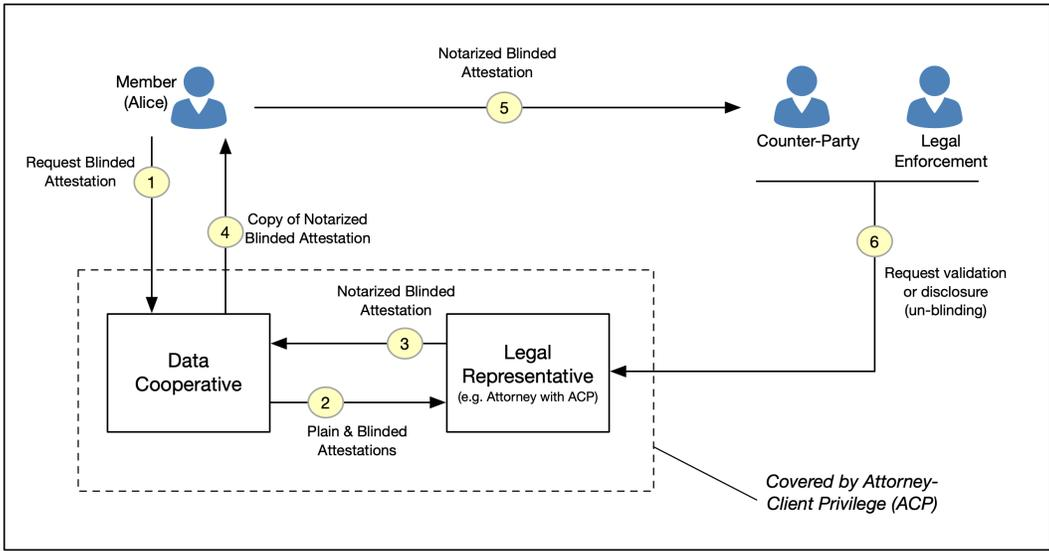 Notarized Blinded
Attestation
5
Member
(Alice)
Counter-Party
Legal
Enforcement
Request Blinded
Attestation
1
4
Copy of Notarized
Blinded Attestation
6
Request validation
or disclosure
(un-blinding)
Notarized Blinded
Attestation
3
Data
Cooperative
Legal
Representative
(e.g. Attorney with ACP)
2
Plain & Blinded
Attestations
Covered by Attorney-
Client Privilege (ACP)